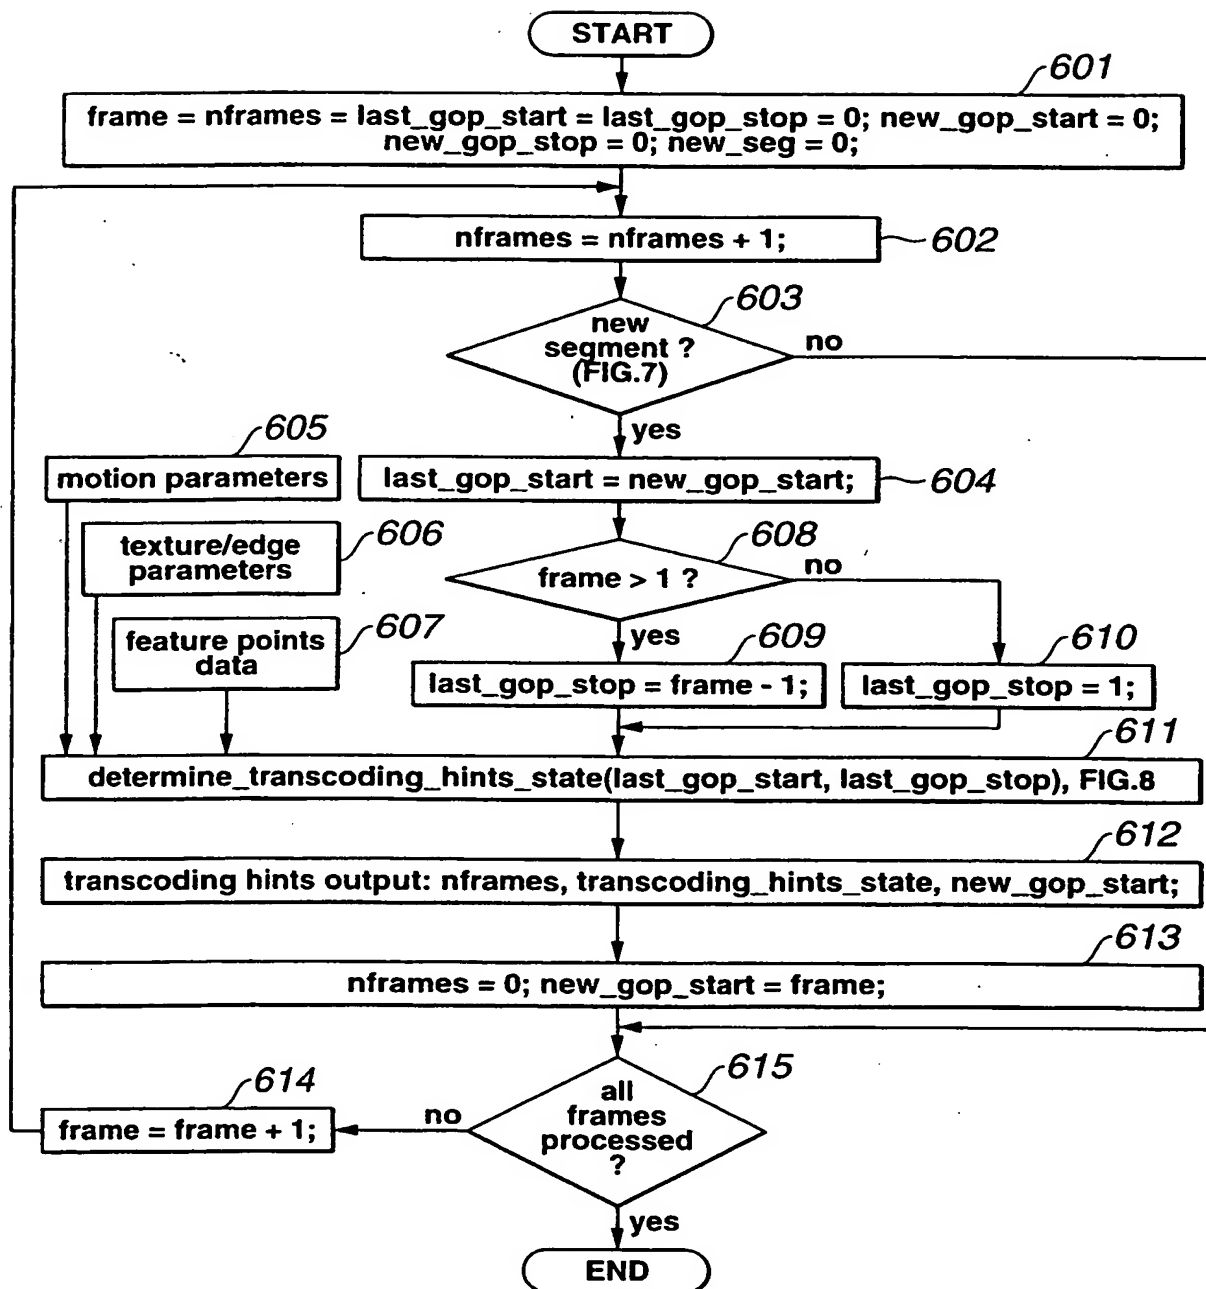 START
601
frame = nframes = last_gop_start = last_gop_stop = 0; new_gop_start = 0;
new_gop_stop = 0; new_seg = 0;
nframes = nframes + 1;
602
603
new
segment ?
(FIG.7)
no
yes
605
motion parameters
last_gop_start = new_gop_start;
604
606
texture/edge
parameters
608
frame > 1 ?
no
yes
607
feature points
data
609
last_gop_stop = frame - 1;
610
last_gop_stop = 1;
611
determine_transcoding_hints_state(last_gop_start, last_gop_stop), FIG.8
612
transcoding hints output: nframes, transcoding_hints_state, new_gop_start;
613
nframes = 0; new_gop_start = frame;
614
frame = frame + 1;
no
615
all
frames
processed
?
yes
END